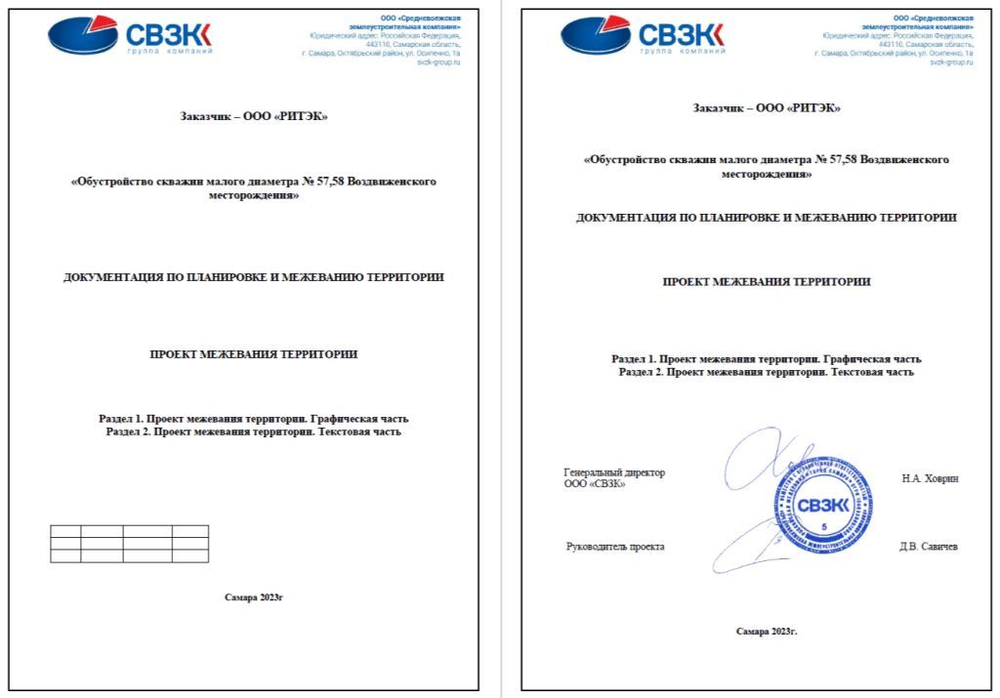 СВЗК
группа компаний
ООО «Средневолжская
землеустроительная компания»
Юридический адрес: Российская Федерация,
443110, Самарская область,
г. Самара, Октябрьский район, ул. Осипенко, 1а
svzk-group.ru
Заказчик – ООО «РИТЭК»
«Обустройство скважин малого диаметра № 57,58 Воздвиженского
месторождения»
ДОКУМЕНТАЦИЯ ПО ПЛАНИРОВКЕ И МЕЖЕВАНИЮ ТЕРРИТОРИИ
ПРОЕКТ МЕЖЕВАНИЯ ТЕРРИТОРИИ
Раздел 1. Проект межевания территории. Графическая часть
Раздел 2. Проект межевания территории. Текстовая часть
Самара 2023г
СВЗК
группа компаний
ООО «Средневолжская
землеустроительная компания»
Юридический адрес: Российская Федерация,
443110, Самарская область,
г. Самара, Октябрьский район, ул. Осипенко, 1а
svzk-group.ru
Заказчик – ООО «РИТЭК»
«Обустройство скважин малого диаметра № 57,58 Воздвиженского
месторождения»
ДОКУМЕНТАЦИЯ ПО ПЛАНИРОВКЕ И МЕЖЕВАНИЮ ТЕРРИТОРИИ
ПРОЕКТ МЕЖЕВАНИЯ ТЕРРИТОРИИ
Раздел 1. Проект межевания территории. Графическая часть
Раздел 2. Проект межевания территории. Текстовая часть
Генеральный директор
ООО «СВЗК»
Н.А. Ховрин
СВЗК
5
Руководитель проекта
Д.В. Савичев
Самара 2023г.